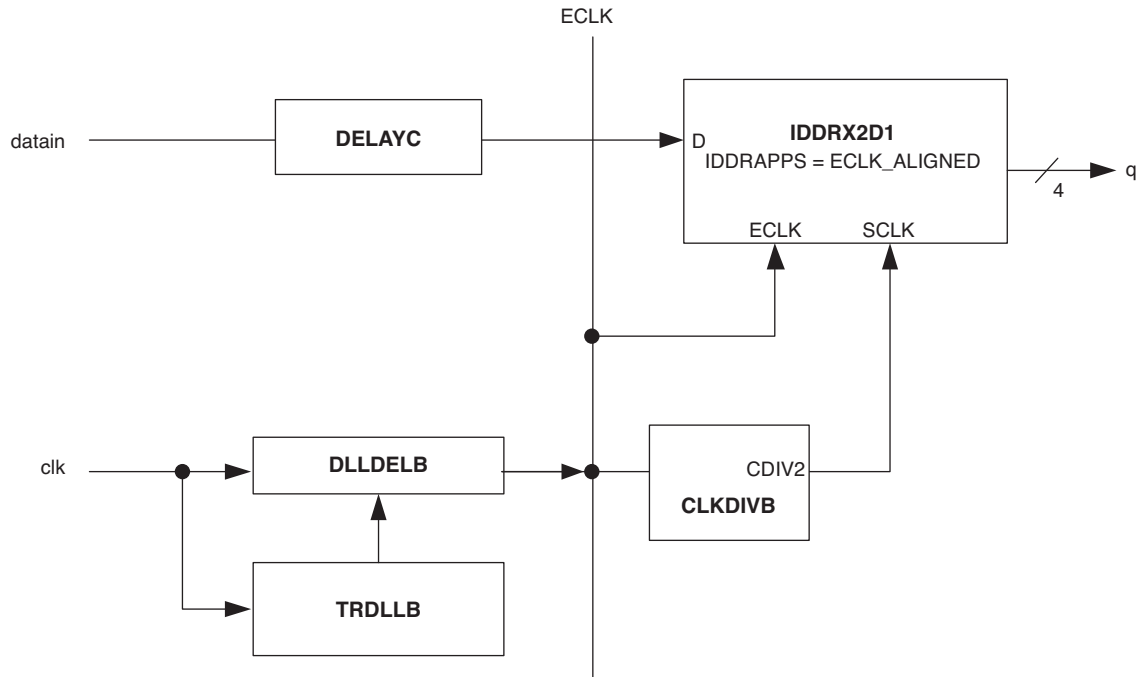 ECLK
datain
DELAYC
D
IDDRX2D1
IDDRAPPS = ECLK_ALIGNED
q
4
ECLK
SCLK
clk
DLLDELB
CDIV2
CLKDIVB
TRDLLB